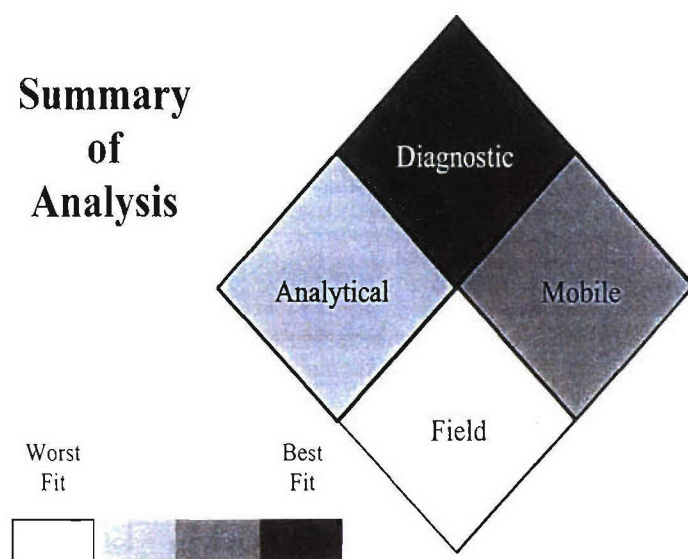 Summary
of
Analysis
Diagnostic
Analytical
Mobile
Field
Worst
Fit
Best
Fit